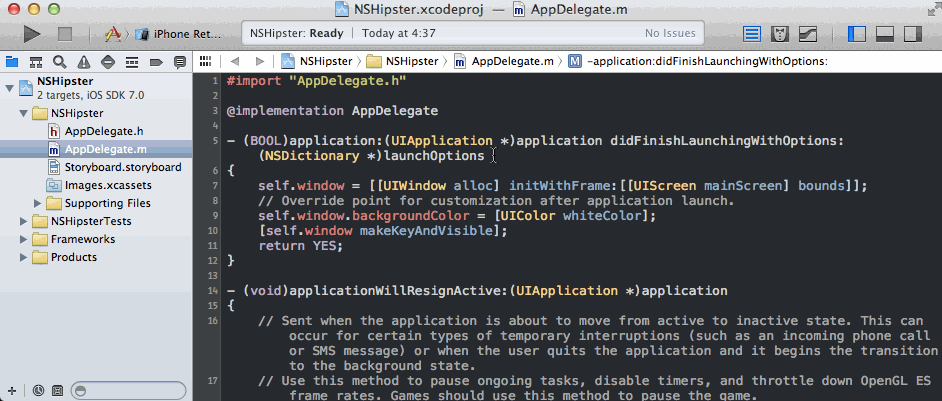 NSHipster.xcodeproj — AppDelegate.m
iPhone Ret...
NSHipster: Ready | Today at 4:37
No Issues
NSHipster
2 targets, iOS SDK 7.0
NSHipster
AppDelegate.h
AppDelegate.m
Storyboard.storyboard
Images.xcassets
Supporting Files
NSHipsterTests
Frameworks
Products
NSHipster NSHipster AppDelegate.m M -application:didFinishLaunchingWithOptions:
1 #import "AppDelegate.h"
2
3 @implementation AppDelegate
4
5 - (BOOL)application:(UIApplication *)application didFinishLaunchingWithOptions:
(NSDictionary *)launchOptions
6 {
7 self.window = [[UIWindow alloc] initWithFrame:[[UIScreen mainScreen] bounds]];
8 // Override point for customization after application launch.
9 self.window.backgroundColor = [UIColor whiteColor];
10 [self.window makeKeyAndVisible];
11 return YES;
12 }
13
14 - (void)applicationWillResignActive:(UIApplication *)application
15 {
16 // Sent when the application is about to move from active to inactive state. This can
occur for certain types of temporary interruptions (such as an incoming phone call
or SMS message) or when the user quits the application and it begins the transition
to the background state.
17 // Use this method to pause ongoing tasks, disable timers, and throttle down OpenGL ES
frame rates. Games should use this method to pause the game.